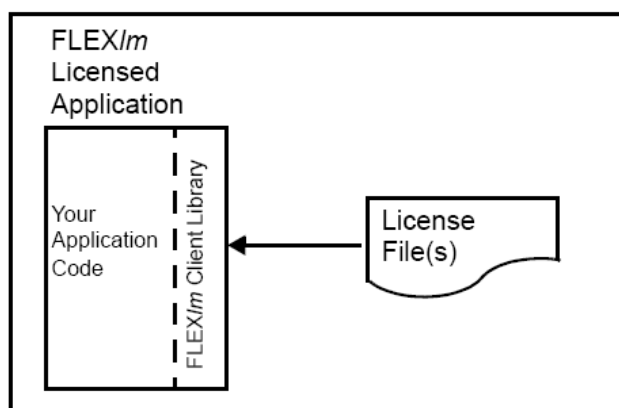 FLEXlm
Licensed
Application
Your
Application
Code
FLEXlm Client Library
License
File(s)